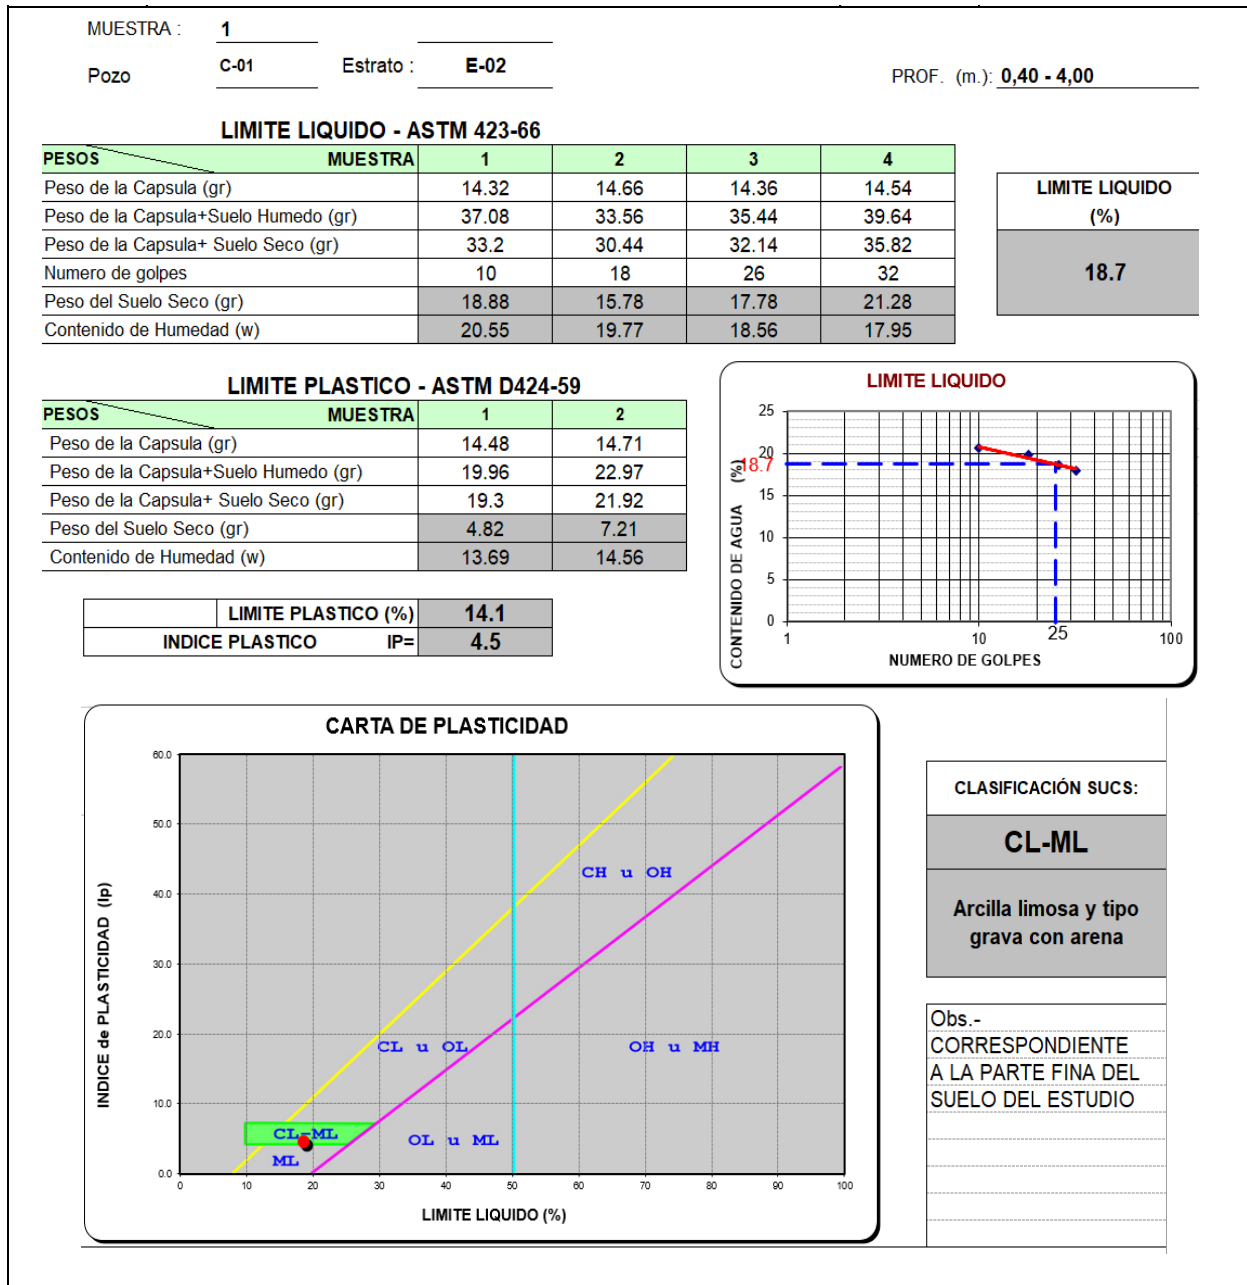 MUESTRA : 1
Pozo C-01 Estrato : E-02 PROF. (m.): 0,40 - 4,00
LIMITE LIQUIDO - ASTM 423-66
PESOS MUESTRA 1 2 3 4
Peso de la Capsula (gr) 14.32 14.66 14.36 14.54
Peso de la Capsula+Suelo Humedo (gr) 37.08 33.56 35.44 39.64
Peso de la Capsula+ Suelo Seco (gr) 33.2 30.44 32.14 35.82
Numero de golpes 10 18 26 32
Peso del Suelo Seco (gr) 18.88 15.78 17.78 21.28
Contenido de Humedad (w) 20.55 19.77 18.56 17.95
LIMITE LIQUIDO
(%)
18.7
LIMITE PLASTICO - ASTM D424-59
PESOS MUESTRA 1 2
Peso de la Capsula (gr) 14.48 14.71
Peso de la Capsula+Suelo Humedo (gr) 19.96 22.97
Peso de la Capsula+ Suelo Seco (gr) 19.3 21.92
Peso del Suelo Seco (gr) 4.82 7.21
Contenido de Humedad (w) 13.69 14.56
LIMITE PLASTICO (%) 14.1
INDICE PLASTICO IP= 4.5
LIMITE LIQUIDO
CONTENIDO DE AGUA (%)
25
20
18.7
15
10
5
0
1 10 25 100
NUMERO DE GOLPES
CARTA DE PLASTICIDAD
INDICE de PLASTICIDAD (Ip)
60.0
50.0
40.0
30.0
20.0
10.0
0.0
CH u OH
CL u OL
OH u MH
CL-ML
OL u ML
ML
0 10 20 30 40 50 60 70 80 90 100
LIMITE LIQUIDO (%)
CLASIFICACIÓN SUCS:
CL-ML
Arcilla limosa y tipo
grava con arena
Obs.-
CORRESPONDIENTE
A LA PARTE FINA DEL
SUELO DEL ESTUDIO